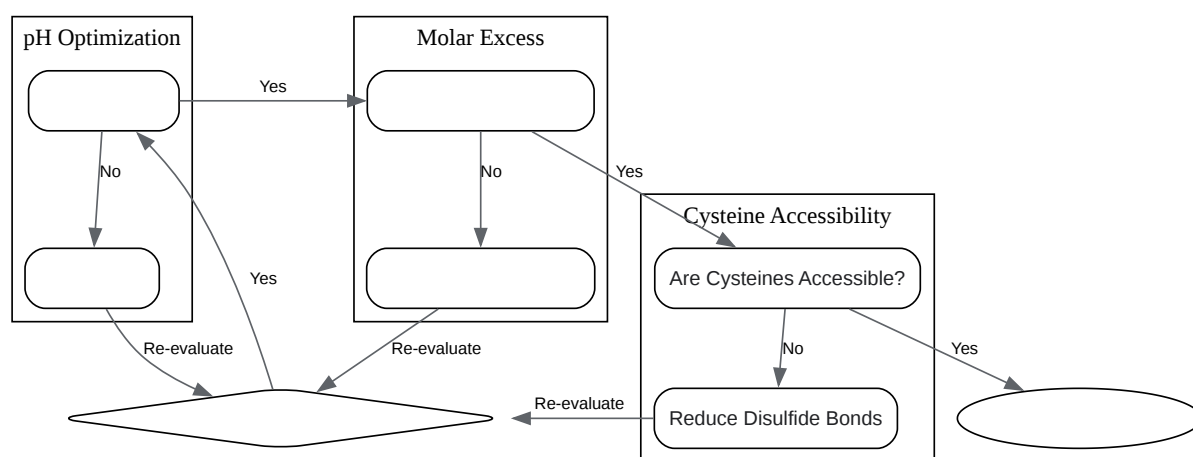 pH Optimization
Molar Excess
Yes
No
No
Yes
Cysteine Accessibility
Are Cysteines Accessible?
Yes
Re-evaluate
Re-evaluate
No
Yes
Re-evaluate
Reduce Disulfide Bonds